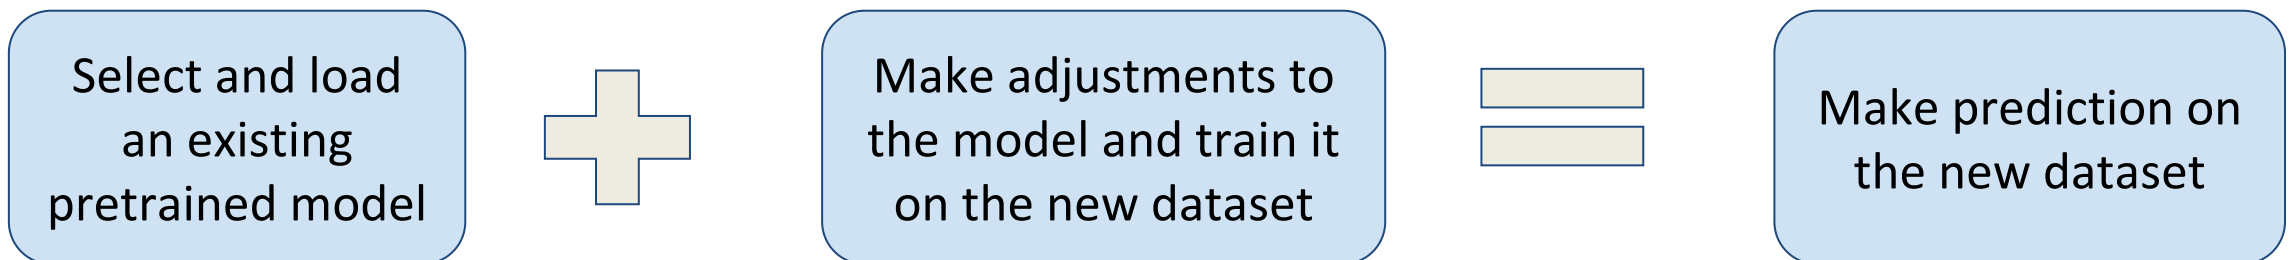 Select and load
an existing
pretrained model
Make adjustments to
the model and train it
on the new dataset
Make prediction on
the new dataset